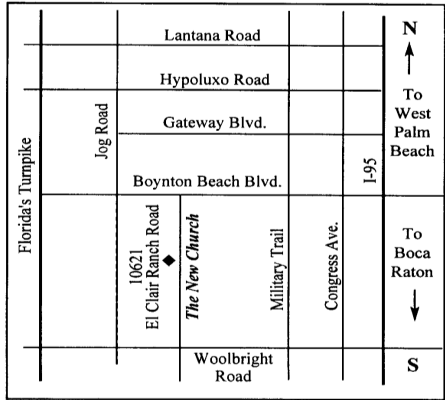 Lantana Road
N
Hypoluxo Road
To
West
Palm
Beach
Gateway Blvd.
Jog Road
I-95
Florida's Turnpike
Boynton Beach Blvd.
10621
El Clair Ranch Road
The New Church
Military Trail
Congress Ave.
To
Boca
Raton
Woolbright
Road
S